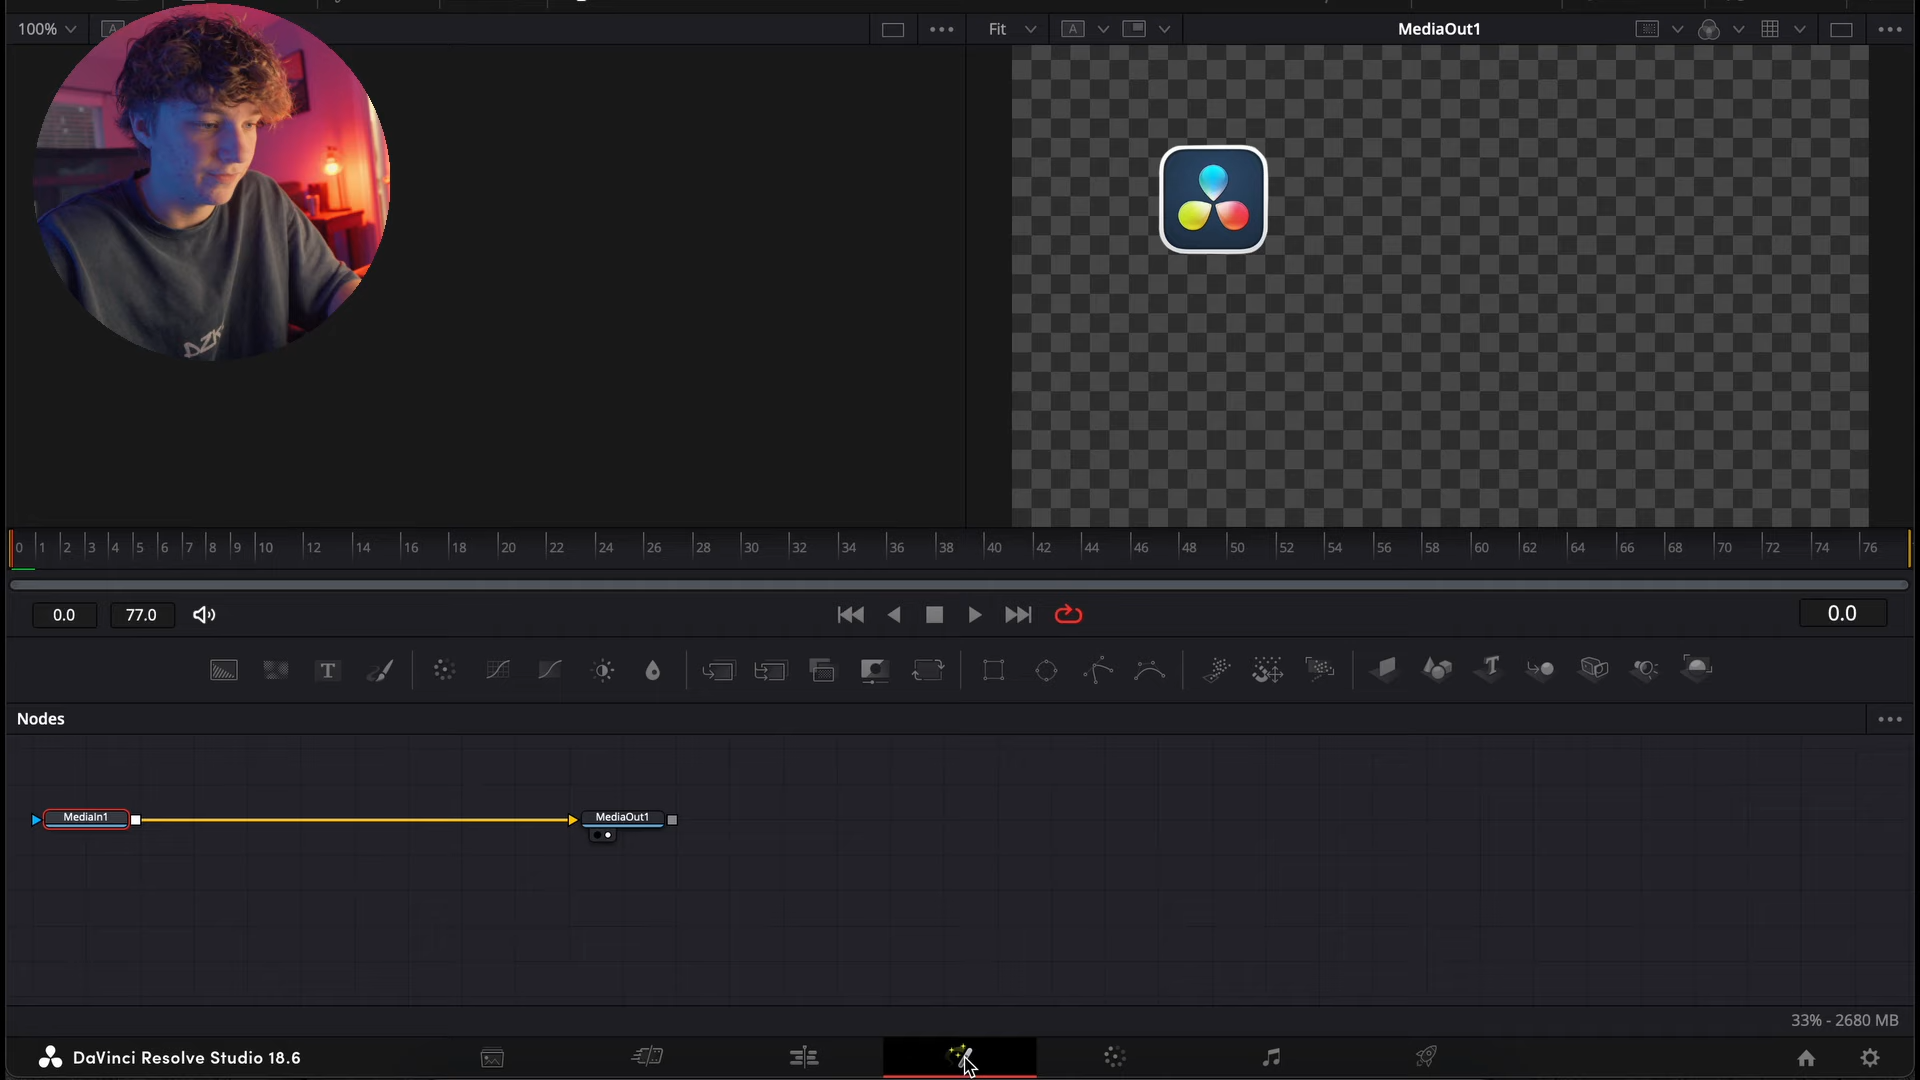 100%
A
Fit
A
MediaOut1
0 1 2 3 4 5 6 7 8 9 10 12 14 16 18 20 22 24 26 28 30 32 34 36 38 40 42 44 46 48 50 52 54 56 58 60 62 64 66 68 70 72 74 76
0.0
77.0
0.0
T
Nodes
MediaIn1
MediaOut1
33% - 2680 MB
DaVinci Resolve Studio 18.6